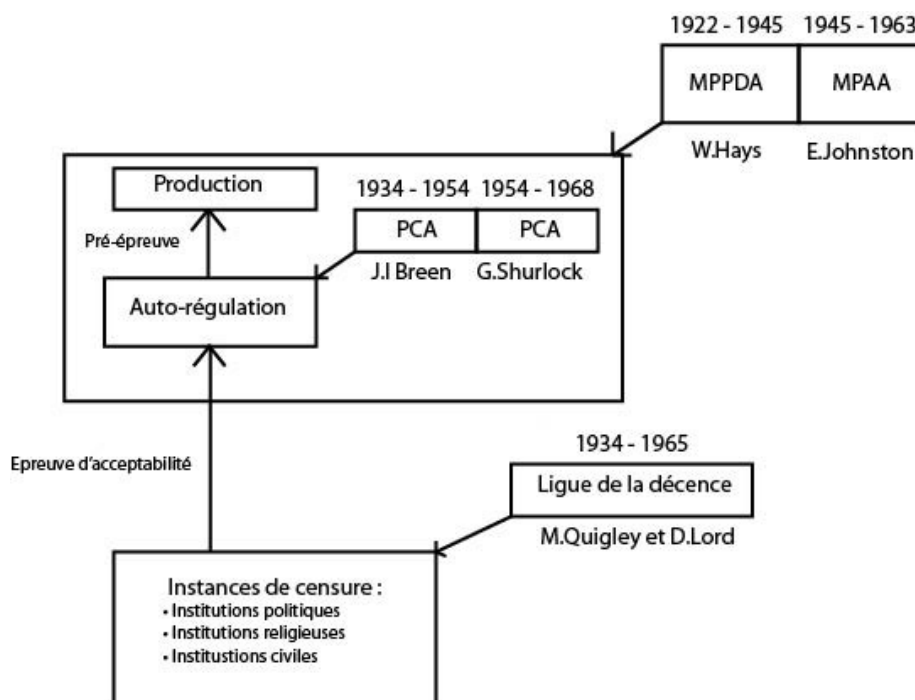 1922 - 1945 1945 - 1963
MPPDA MPAA
W.Hays E.Johnston
Production
1934 - 1954 1954 - 1968
PCA PCA
J.I Breen G.Shurlock
Pré-épreuve
Auto-régulation
Epreuve d'acceptabilité
1934 - 1965
Ligue de la décence
M.Quigley et D.Lord
Instances de censure :
• Institutions politiques
• Institutions religieuses
• Institustions civiles